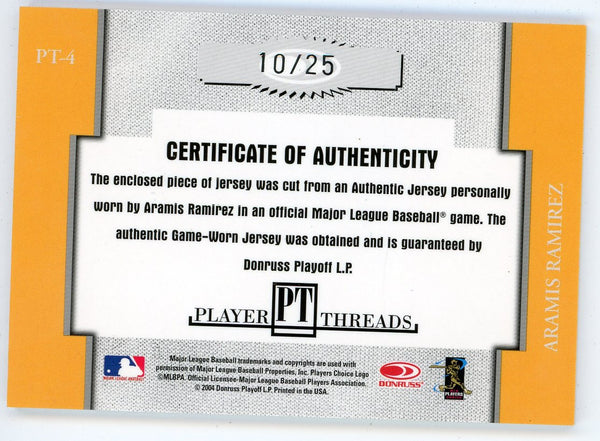 PT-4
10/25
CERTIFICATE OF AUTHENTICITY
The enclosed piece of jersey was cut from an Authentic Jersey personally
worn by Aramis Ramirez in an official Major League Baseball® game. The
authentic Game-Worn Jersey was obtained and is guaranteed by
Donruss Playoff L.P.
PLAYER PT THREADS
ARAMIS RAMIREZ
Major League Baseball trademarks and copyrights are used with
permission of Major League Baseball Properties, Inc. Players Choice Logo
©MLBPA. Official Licensee-Major League Baseball Players Association.
© 2004 Donruss Playoff L.P. Printed in the USA.
DONRUSS
PLAYERS